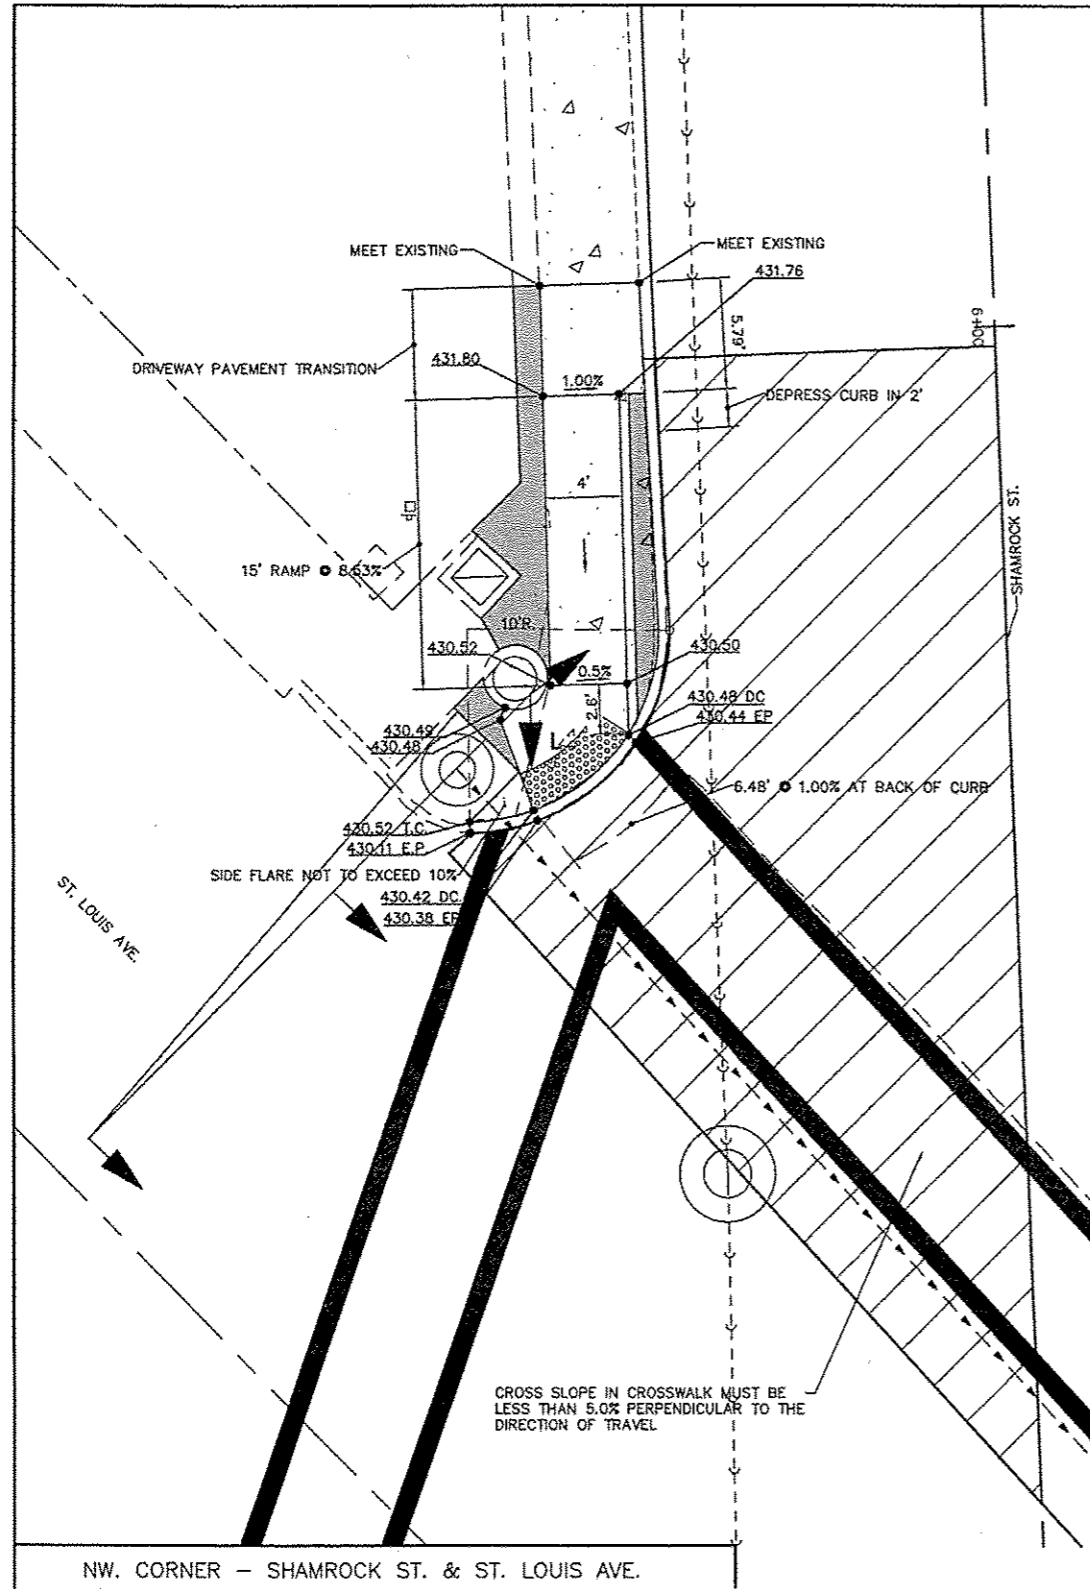 MEET EXISTING
MEET EXISTING
431.76
5.79'
6+00
DRIVEWAY PAVEMENT TRANSITION
431.80
1.00%
DEPRESS CURB IN 2'
4'
SHAMROCK ST.
15' RAMP @ 8.53%
10'R.
430.52
0.5%
430.50
2.6'
430.48 DC
430.44 EP
430.49
430.48
L
6.48' @ 1.00% AT BACK OF CURB
430.52 T.C.
430.11 E.P.
SIDE FLARE NOT TO EXCEED 10%
430.42 DC
430.38 EP
ST. LOUIS AVE.
CROSS SLOPE IN CROSSWALK MUST BE
LESS THAN 5.0% PERPENDICULAR TO THE
DIRECTION OF TRAVEL
NW. CORNER – SHAMROCK ST. & ST. LOUIS AVE.